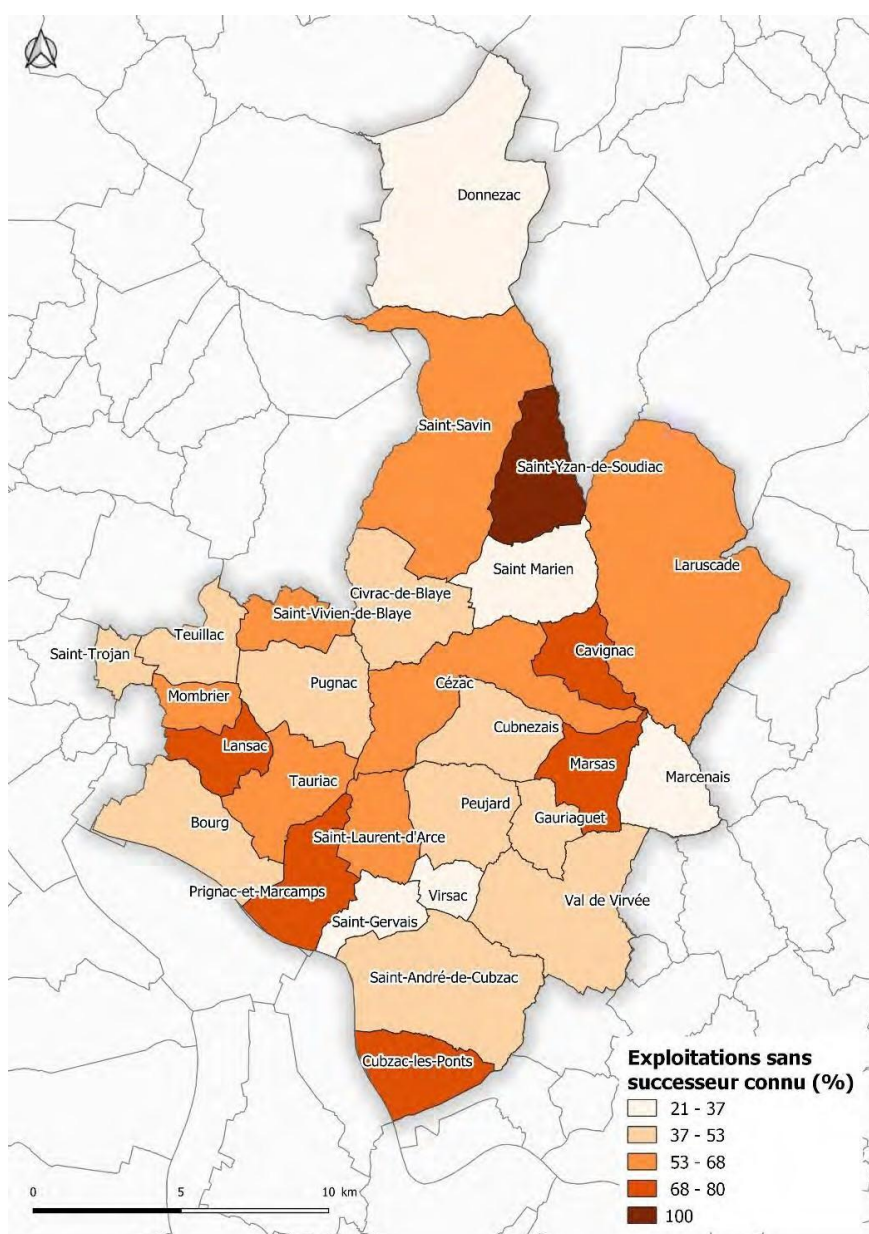 Donnezac
Saint-Savin
Saint-Yzan-de-Soudiac
Saint Marien
Laruscade
Civrac-de-Blaye
Saint-Vivien-de-Blaye
Teuillac
Saint-Trojan
Cavignac
Pugnac
Cézac
Mombrier
Cubnezais
Lansac
Marsas
Marcenais
Tauriac
Peujard
Gauriaguet
Bourg
Saint-Laurent-d'Arce
Prignac-et-Marcamps
Virsac
Val de Virvée
Saint-Gervais
Saint-André-de-Cubzac
Cubzac-les-Ponts
Exploitations sans
successeur connu (%)
21 - 37
37 - 53
53 - 68
68 - 80
100
0 5 10 km